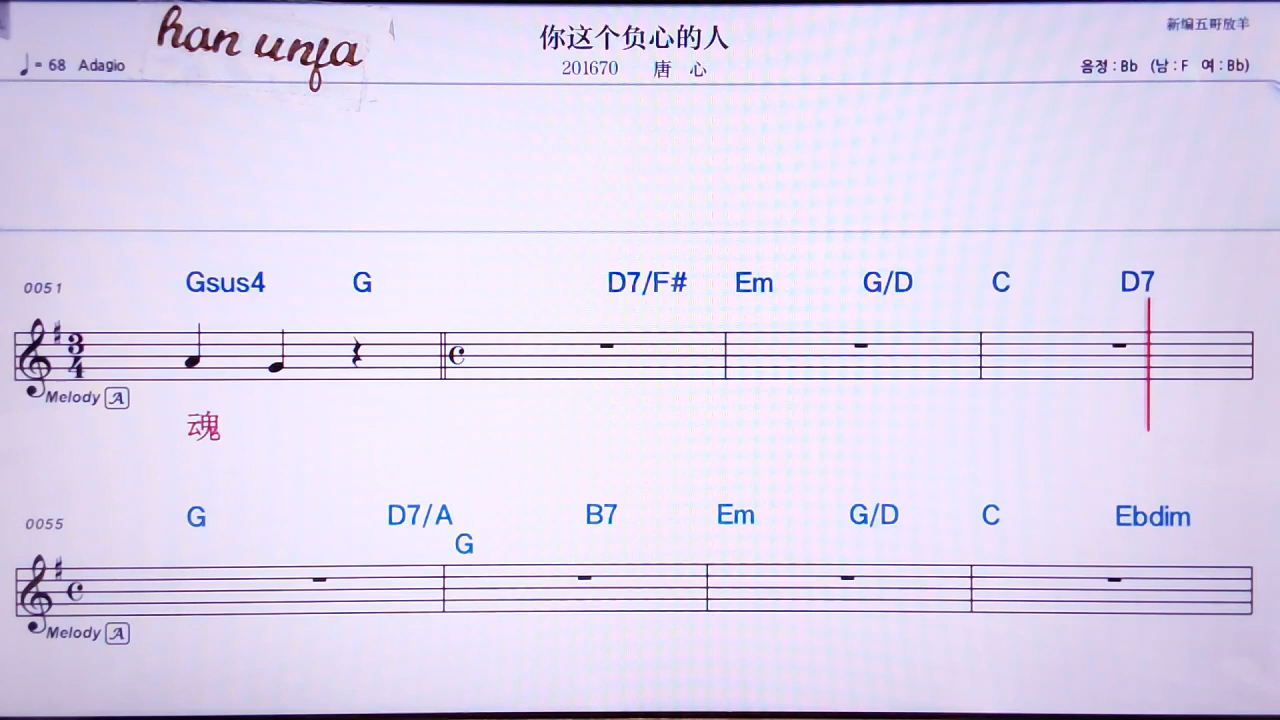 han unfa
你这个负心的人
新编五哥放羊
♩= 68 Adagio
201670 唐 心
음정 : Bb (남 : F 여 : Bb)
0051 Gsus4 G D7/F# Em G/D C D7
3/4
Melody A
魂
0055 G D7/A B7 Em G/D C Ebdim
G
Melody A